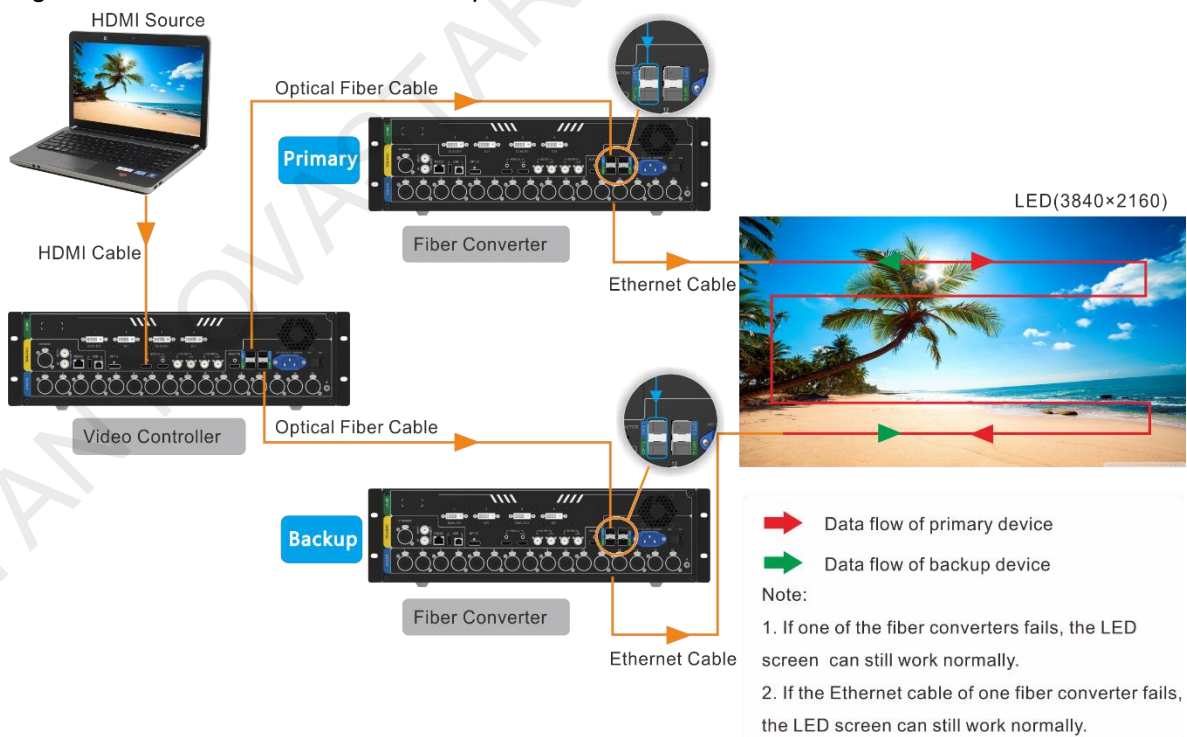 HDMI Source
Optical Fiber Cable
Primary
LED(3840×2160)
HDMI Cable
Fiber Converter
Ethernet Cable
Video Controller
Optical Fiber Cable
Backup
Fiber Converter
Ethernet Cable
Data flow of primary device
Data flow of backup device
Note:
1. If one of the fiber converters fails, the LED
screen can still work normally.
2. If the Ethernet cable of one fiber converter fails,
the LED screen can still work normally.